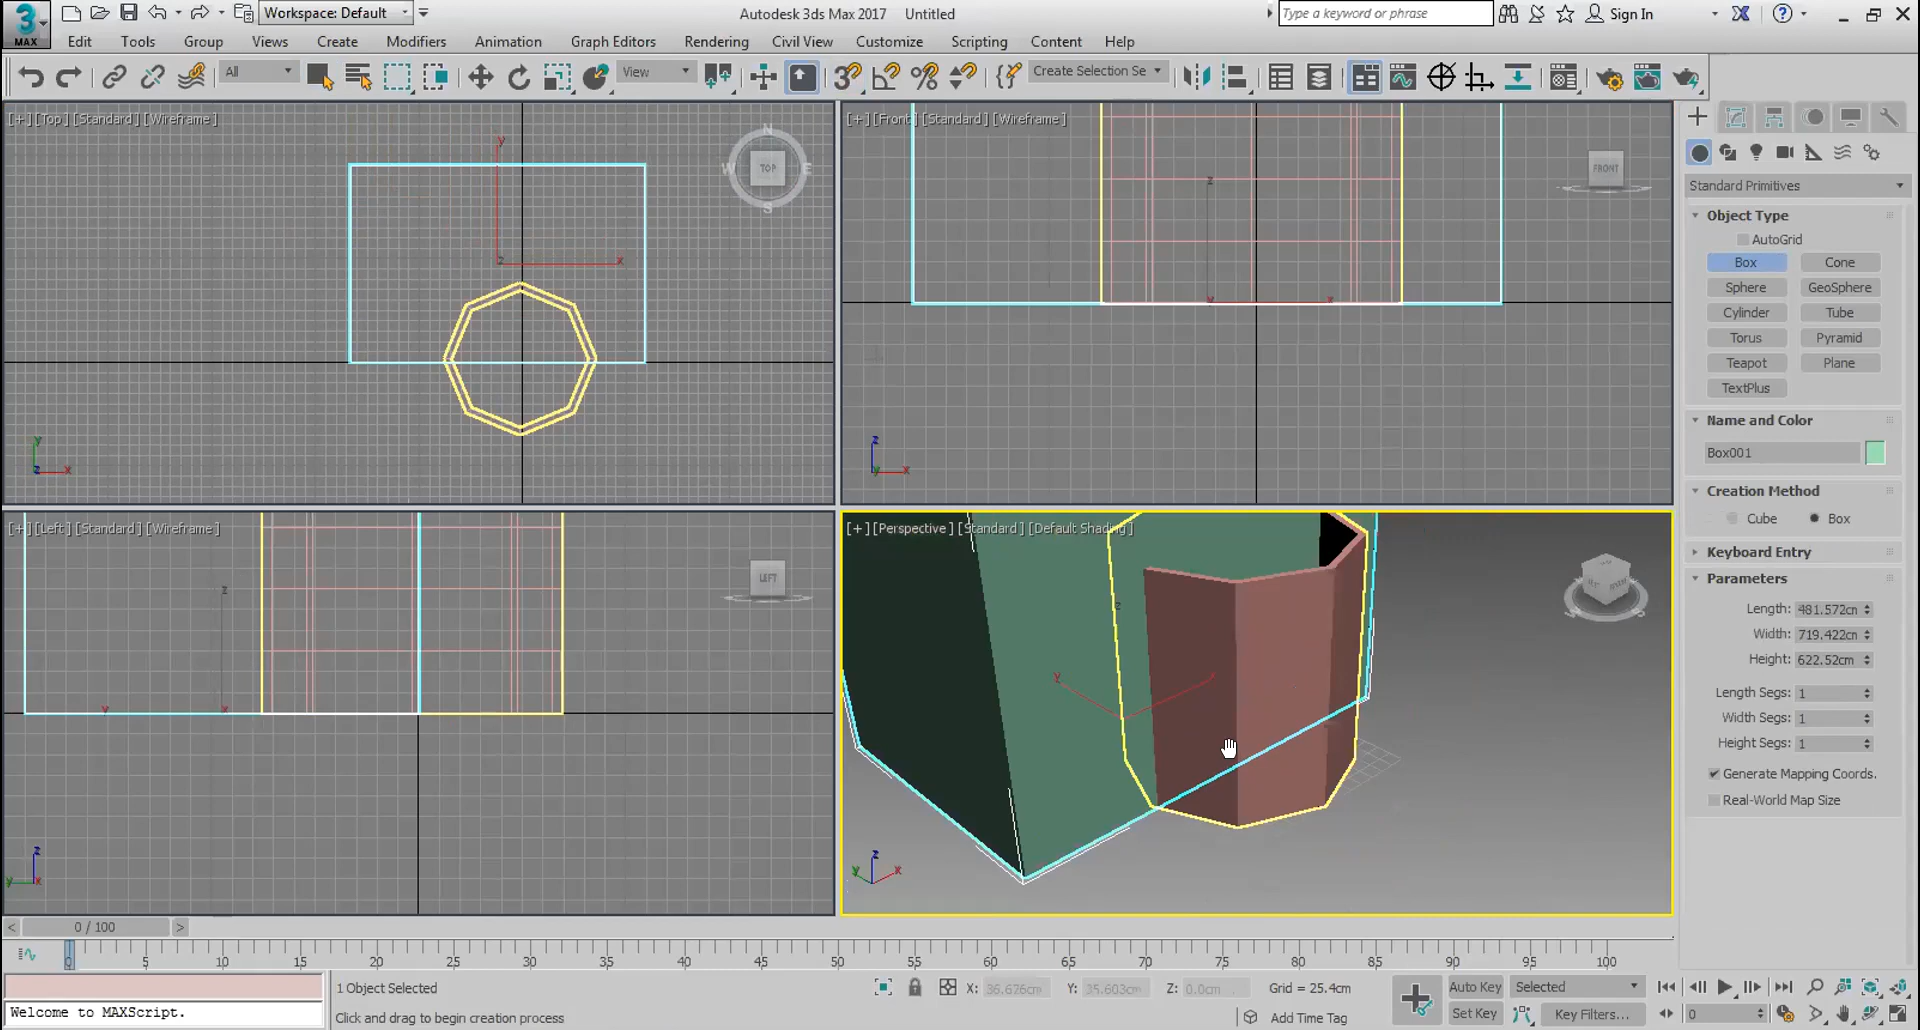 Workspace: Default
Autodesk 3ds Max 2017 Untitled
Type a keyword or phrase
Sign In
3
MAX
Edit Tools Group Views Create Modifiers Animation Graph Editors Rendering Civil View Customize Scripting Content Help
All
View
3
Create Selection Se
[+][Top][Standard][Wireframe]
[+][Front][Standard][Wireframe]
N
W TOP E
S
FRONT
y
z x
z
y x
y
z x
z
y x
[+][Left][Standard][Wireframe]
[+][Perspective][Standard][Default Shading]
LEFT
z
y x
z
y x
z
y x
z
y x
Standard Primitives
Object Type
AutoGrid
Box Cone
Sphere GeoSphere
Cylinder Tube
Torus Pyramid
Teapot Plane
TextPlus
Name and Color
Box001
Creation Method
Cube Box
Keyboard Entry
Parameters
Length: 481.572cm
Width: 719.422cm
Height: 622.52cm
Length Segs: 1
Width Segs: 1
Height Segs: 1
Generate Mapping Coords.
Real-World Map Size
< 0 / 100 >
0 5 10 15 20 25 30 35 40 45 50 55 60 65 70 75 80 85 90 95 100
Welcome to MAXScript.
1 Object Selected
Click and drag to begin creation process
X: 36.676cm Y: 35.603cm Z: 0.0cm Grid = 25.4cm
Add Time Tag
Auto Key Selected
Set Key Key Filters...
0